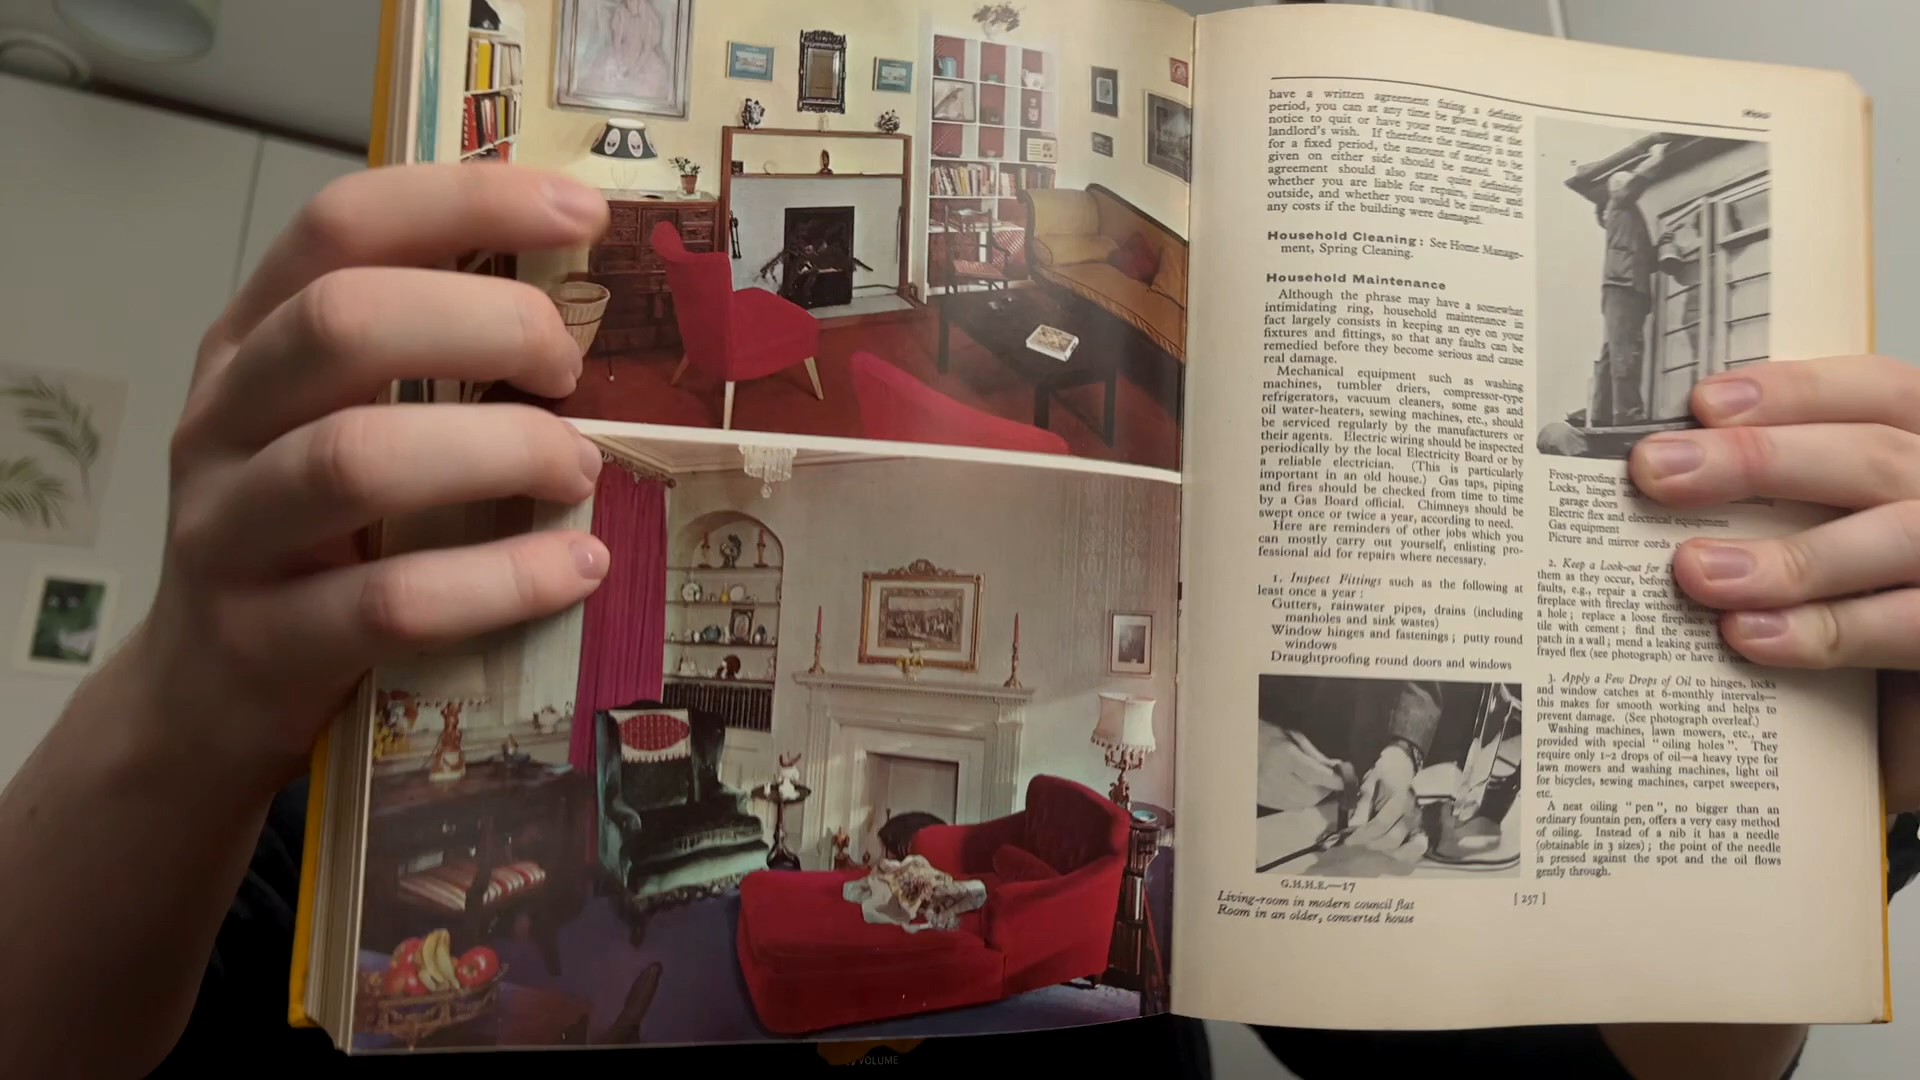 have a written agreement fixing a definite
period, you can at any time be given 4 weeks'
notice to quit or have your rent raised at the
landlord's wish. If therefore the tenancy is not
for a fixed period, the amount of notice to be
given on either side should be stated. The
agreement should also state quite definitely
whether you are liable for repairs, inside and
outside, and whether you would be involved in
any costs if the building were damaged.
Household Cleaning: See Home Manage-
ment, Spring Cleaning.
Household Maintenance
Although the phrase may have a somewhat
intimidating ring, household maintenance in
fact largely consists in keeping an eye on your
fixtures and fittings, so that any faults can be
remedied before they become serious and cause
real damage.
Mechanical equipment such as washing
machines, tumbler driers, compressor-type
refrigerators, vacuum cleaners, some gas and
oil water-heaters, sewing machines, etc., should
be serviced regularly by the manufacturers or
their agents. Electric wiring should be inspected
periodically by the local Electricity Board or by
a reliable electrician. (This is particularly
important in an old house.) Gas taps, piping
and fires should be checked from time to time
by a Gas Board official. Chimneys should be
swept once or twice a year, according to need.
Here are reminders of other jobs which you
can mostly carry out yourself, enlisting pro-
fessional aid for repairs where necessary.
1. Inspect Fittings such as the following at
least once a year :
Gutters, rainwater pipes, drains (including
manholes and sink wastes)
Window hinges and fastenings ; putty round
windows
Draughtproofing round doors and windows
G.H.H.E.—17
Living-room in modern council flat
Room in an older, converted house
Frost-proofing
Locks, hinges
garage doors
Electric flex and electrical equipment
Gas equipment
Picture and mirror cords
2. Keep a Look-out for
them as they occur, before
faults, e.g., repair a crack
fireplace with fireclay without
a hole ; replace a loose fireplace
tile with cement ; find the cause
patch in a wall ; mend a leaking gutter
frayed flex (see photograph) or have it
3. Apply a Few Drops of Oil to hinges, locks
and window catches at 6-monthly intervals—
this makes for smooth working and helps to
prevent damage. (See photograph overleaf.)
Washing machines, lawn mowers, etc., are
provided with special "oiling holes". They
require only 1-2 drops of oil—a heavy type for
lawn mowers and washing machines, light oil
for bicycles, sewing machines, carpet sweepers,
etc.
A neat oiling "pen", no bigger than an
ordinary fountain pen, offers a very easy method
of oiling. Instead of a nib it has a needle
(obtainable in 3 sizes) ; the point of the needle
is pressed against the spot and the oil flows
gently through.
[ 257 ]
VOLUME